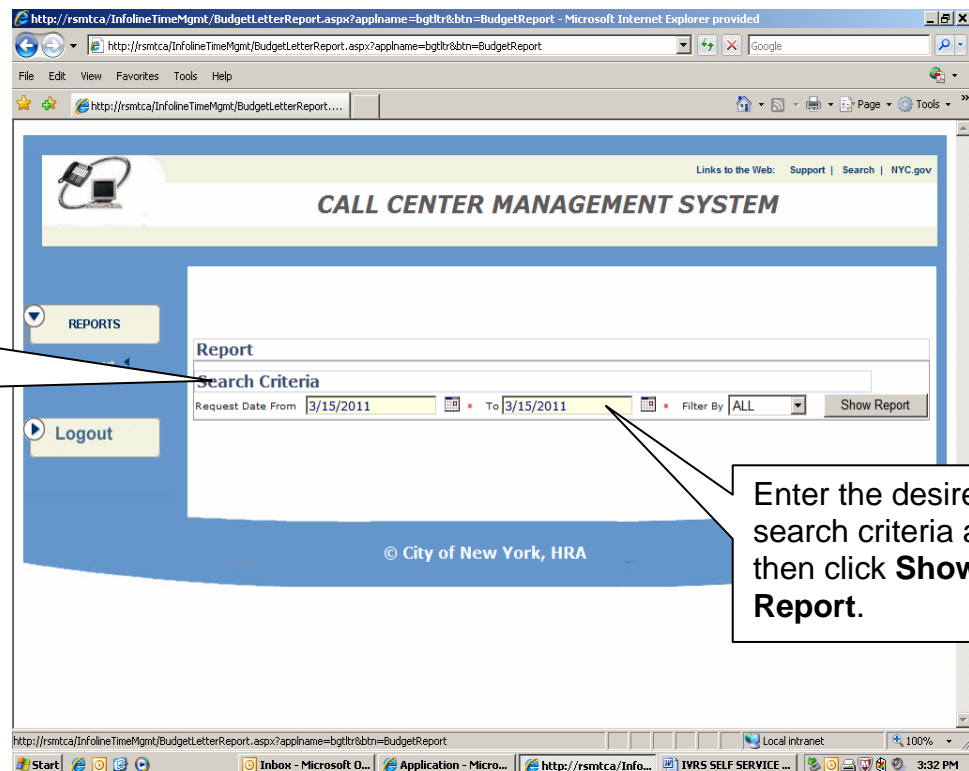 http://rsmtca/InfolineTimeMgmt/BudgetLetterReport.aspx?applname=bgtltr&btn=BudgetReport - Microsoft Internet Explorer provided
http://rsmtca/InfolineTimeMgmt/BudgetLetterReport.aspx?applname=bgtltr&btn=BudgetReport
Google
File Edit View Favorites Tools Help
http://rsmtca/InfolineTimeMgmt/BudgetLetterReport....
Page Tools »
Links to the Web: Support | Search | NYC.gov
CALL CENTER MANAGEMENT SYSTEM
REPORTS
Report
Search Criteria
Request Date From 3/15/2011 * To 3/15/2011 * Filter By ALL Show Report
Logout
Enter the desire
search criteria a
then click Show
Report.
© City of New York, HRA
http://rsmtca/InfolineTimeMgmt/BudgetLetterReport.aspx?applname=bgtltr&btn=BudgetReport
Local intranet 100%
Start Inbox - Microsoft O... Application - Micro... http://rsmtca/Info... IVRS SELF SERVICE ... 3:32 PM